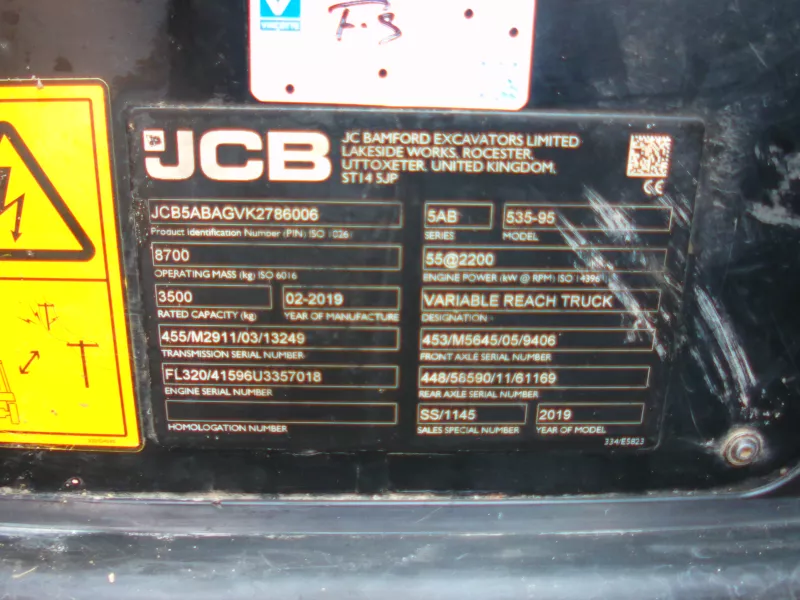 F-9
JCB
JC BAMFORD EXCAVATORS LIMITED
LAKESIDE WORKS, ROCESTER,
UTTOXETER, UNITED KINGDOM,
ST14 5JP
CE
JCB5ABAGVK2786006
Product Identification Number (PIN) ISO 10261
5AB
SERIES
535-95
MODEL
8700
OPERATING MASS (kg) ISO 6016
55@2200
ENGINE POWER (kW @ RPM) ISO 14396
3500
RATED CAPACITY (kg)
02-2019
YEAR OF MANUFACTURE
VARIABLE REACH TRUCK
DESIGNATION
455/M2911/03/13249
TRANSMISSION SERIAL NUMBER
453/M5645/05/9406
FRONT AXLE SERIAL NUMBER
FL320/41596U3357018
ENGINE SERIAL NUMBER
448/58590/11/61169
REAR AXLE SERIAL NUMBER
HOMOLOGATION NUMBER
SS/1145
SALES SPECIAL NUMBER
2019
YEAR OF MODEL
334/E5823